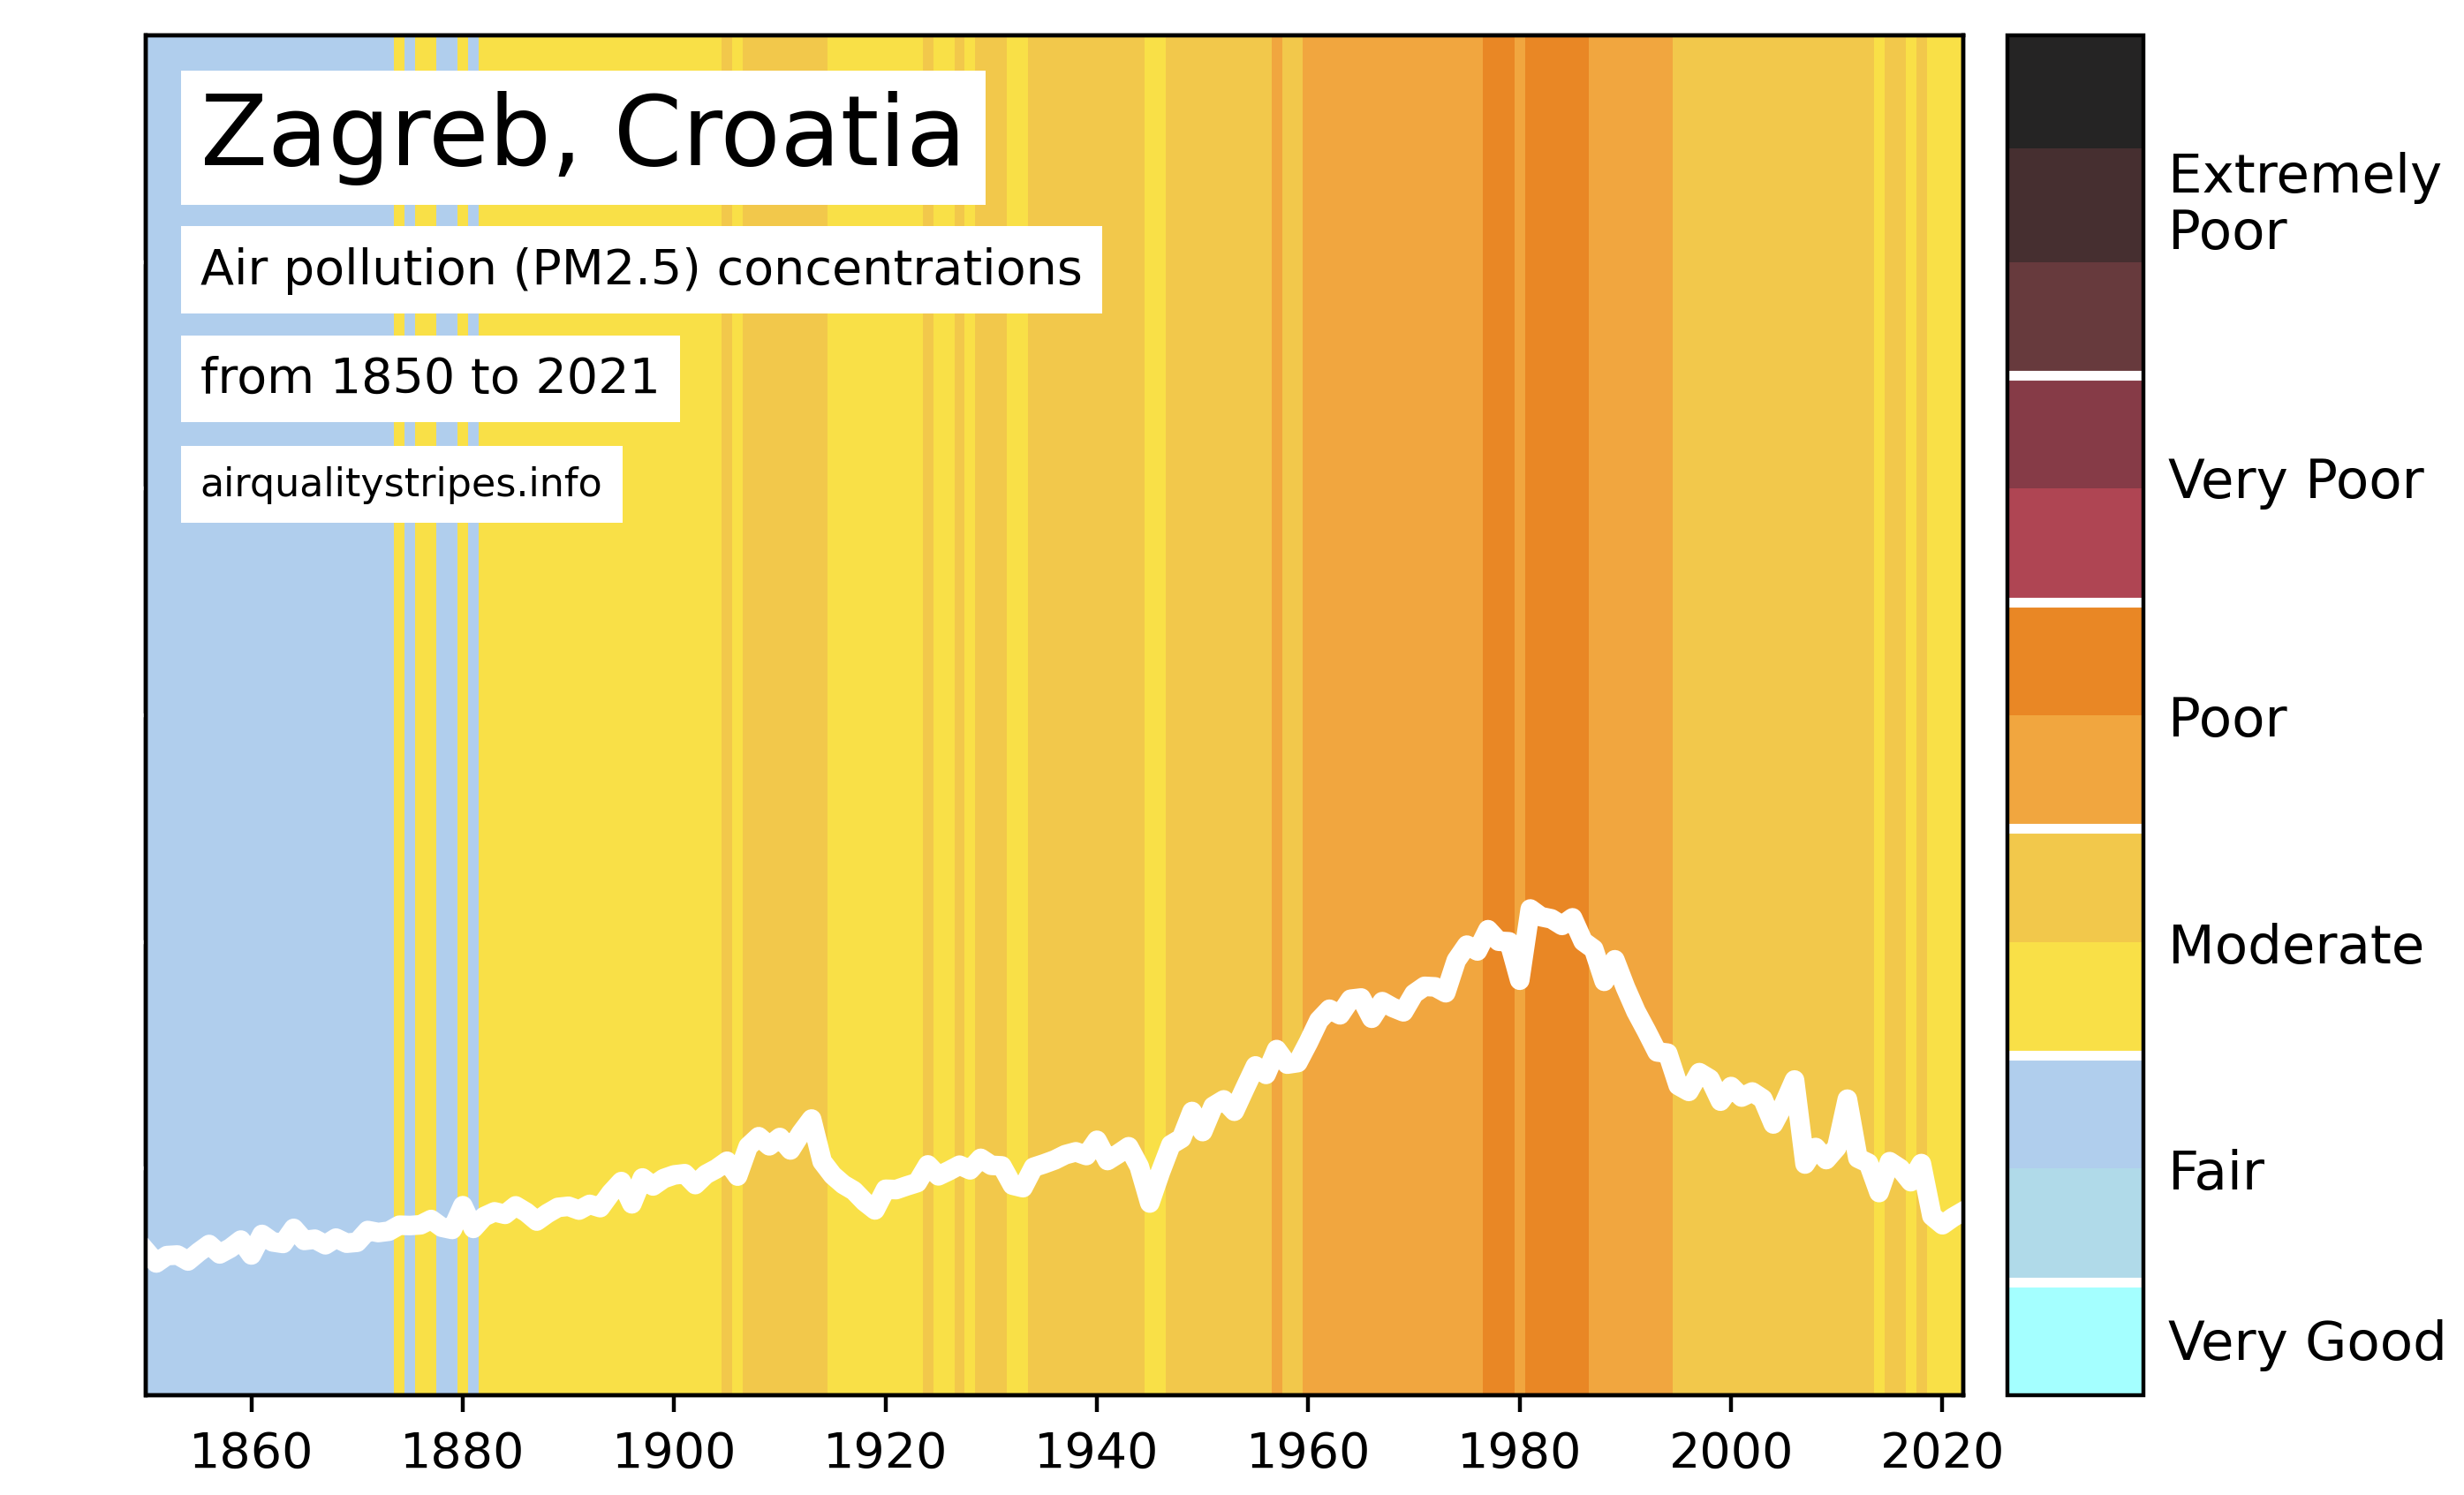 Zagreb, Croatia
Air pollution (PM2.5) concentrations
from 1850 to 2021
airqualitystripes.info
Extremely
Poor
Very Poor
Poor
Moderate
Fair
Very Good
1860 1880 1900 1920 1940 1960 1980 2000 2020